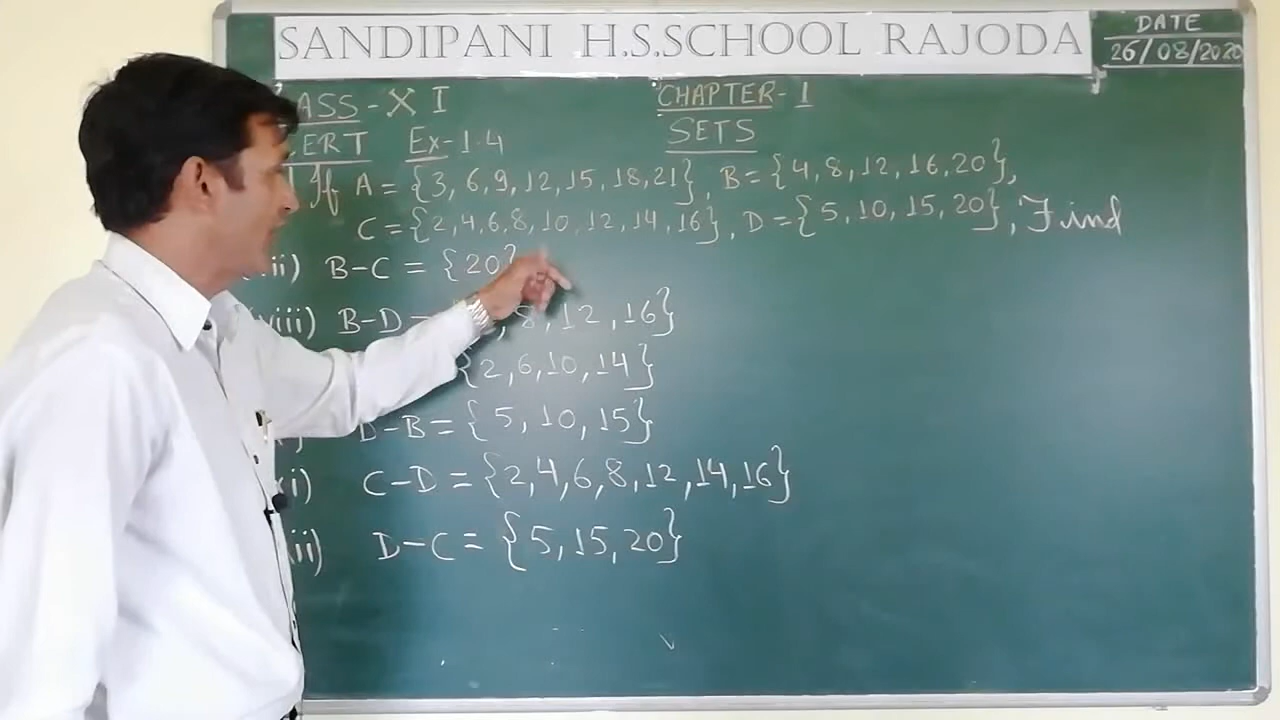 SANDIPANI H.S.SCHOOL RAJODA
DATE
26/08/2020
ASS-XI
CHAPTER-1
ERT Ex-1.4
SETS
If A = {3, 6, 9, 12, 15, 18, 21}, B = {4, 8, 12, 16, 20},
C = {2, 4, 6, 8, 10, 12, 14, 16}, D = {5, 10, 15, 20}, Find
ii) B-C = {20}
viii) B-D , 8, 12, 16}
{2, 6, 10, 14}
D-B = {5, 10, 15}
i) C-D = {2, 4, 6, 8, 12, 14, 16}
ii) D-C = {5, 15, 20}